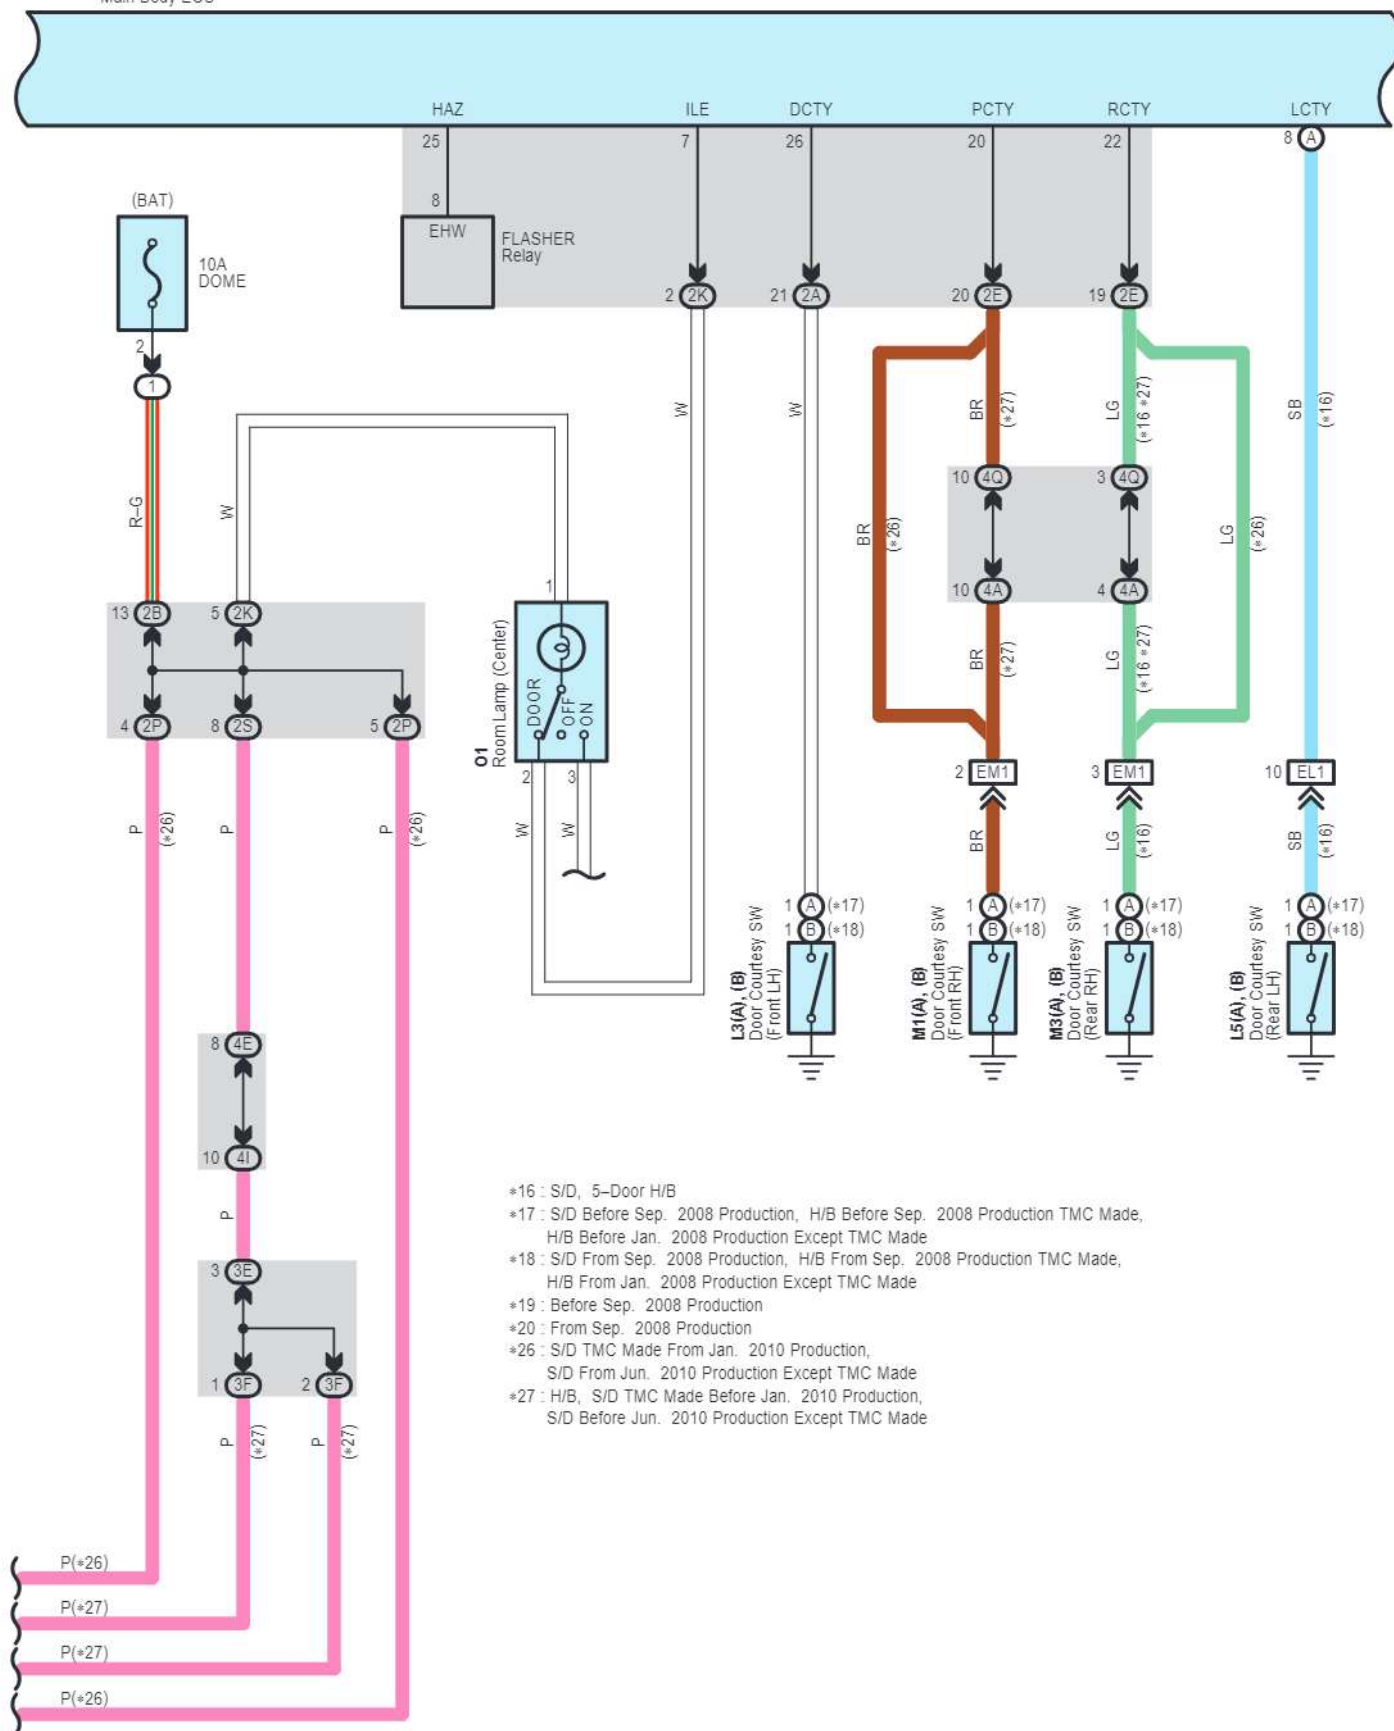 Main Body ECU
HAZ
ILE
DCTY
PCTY
RCTY
LCTY
25
7
26
20
22
8 A
(BAT)
8
EHW
FLASHER
Relay
10A
DOME
2 2K
21 2A
20 2E
19 2E
2
1
R–G
W
W
W
BR
(*26)
BR
(*27)
LG
(*16 *27)
LG
(*26)
SB
(*16)
10 4Q
3 4Q
1
10 4A
4 4A
13 2B
5 2K
O1
Room Lamp (Center)
DOOR
OFF
ON
BR
(*27)
LG
(*16 *27)
4 2P
8 2S
5 2P
2
3
2 EM1
3 EM1
10 EL1
P
(*26)
P
P
(*26)
W
W
BR
LG
(*16)
SB
(*16)
1 A (*17)
1 B (*18)
1 A (*17)
1 B (*18)
1 A (*17)
1 B (*18)
1 A (*17)
1 B (*18)
L3(A), (B)
Door Courtesy SW
(Front LH)
M1(A), (B)
Door Courtesy SW
(Front RH)
M3(A), (B)
Door Courtesy SW
(Rear RH)
L5(A), (B)
Door Courtesy SW
(Rear LH)
8 4E
10 4I
P
3 3E
1 3F
2 3F
P
(*27)
P
(*27)
*16 : S/D, 5–Door H/B
*17 : S/D Before Sep. 2008 Production, H/B Before Sep. 2008 Production TMC Made,
H/B Before Jan. 2008 Production Except TMC Made
*18 : S/D From Sep. 2008 Production, H/B From Sep. 2008 Production TMC Made,
H/B From Jan. 2008 Production Except TMC Made
*19 : Before Sep. 2008 Production
*20 : From Sep. 2008 Production
*26 : S/D TMC Made From Jan. 2010 Production,
S/D From Jun. 2010 Production Except TMC Made
*27 : H/B, S/D TMC Made Before Jan. 2010 Production,
S/D Before Jun. 2010 Production Except TMC Made
P(*26)
P(*27)
P(*27)
P(*26)